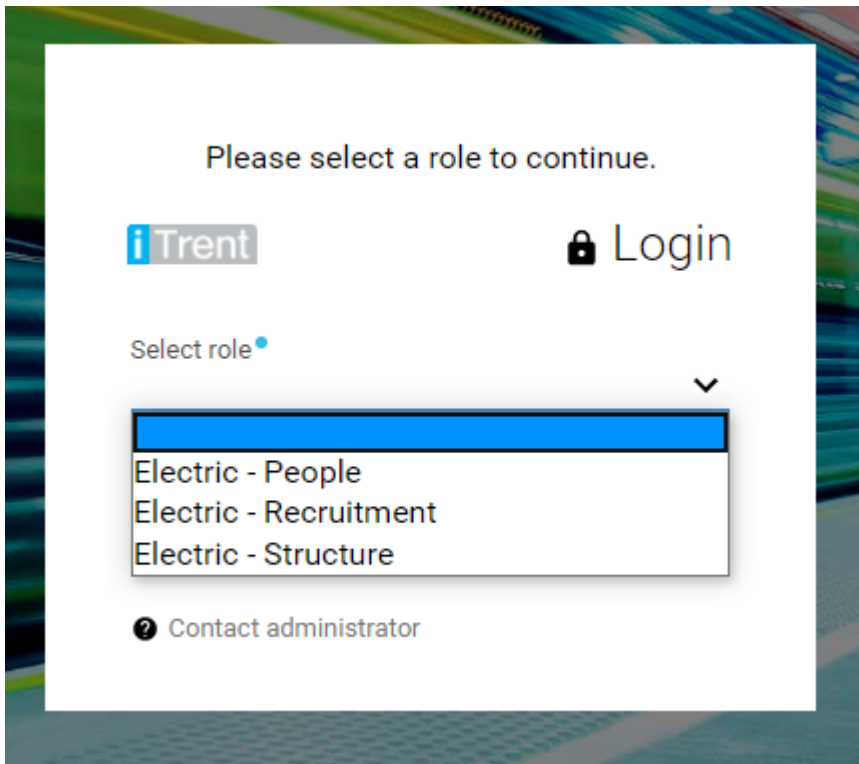 Please select a role to continue.
iTrent
Login
Select role
Electric - People
Electric - Recruitment
Electric - Structure
Contact administrator